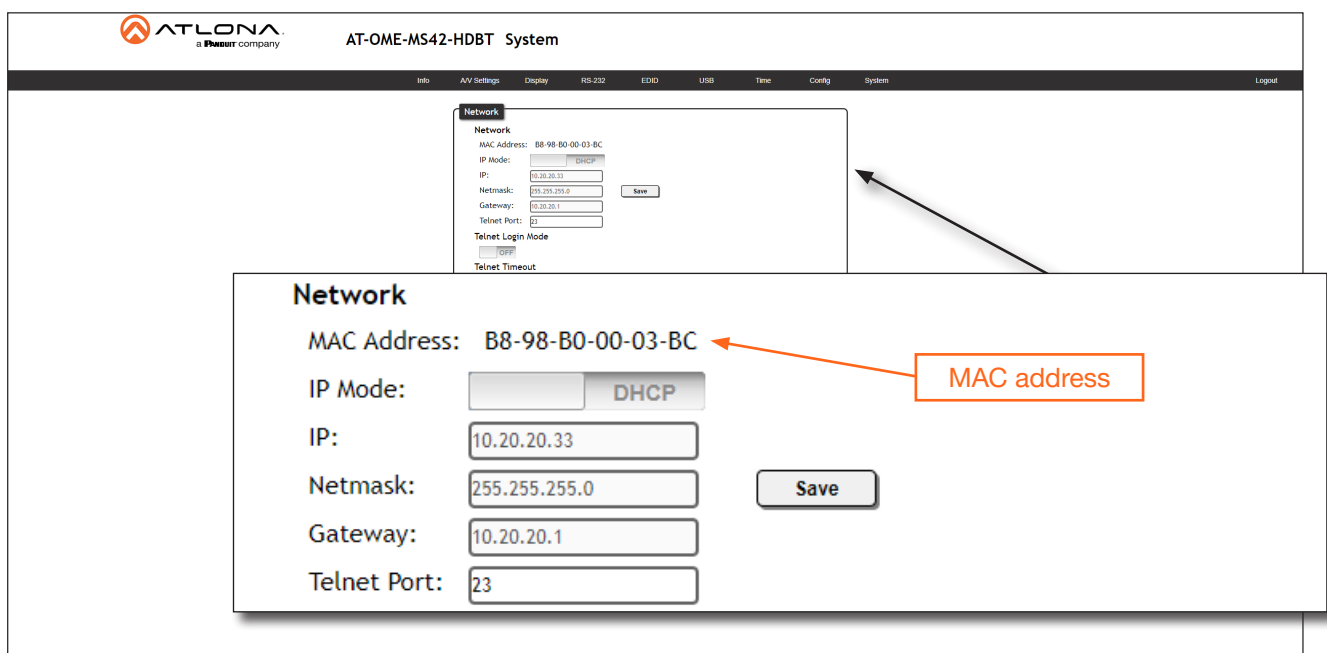 ATLONA.
a PANDUIT company
AT-OME-MS42-HDBT System
Info A/V Settings Display RS-232 EDID USB Time Config System Logout
Network
Network
MAC Address: B8-98-B0-00-03-BC
IP Mode: DHCP
IP: 10.20.20.33
Netmask: 255.255.255.0 Save
Gateway: 10.20.20.1
Telnet Port: 23
Telnet Login Mode
OFF
Telnet Timeout
Network
MAC Address: B8-98-B0-00-03-BC
MAC address
IP Mode: DHCP
IP: 10.20.20.33
Netmask: 255.255.255.0 Save
Gateway: 10.20.20.1
Telnet Port: 23